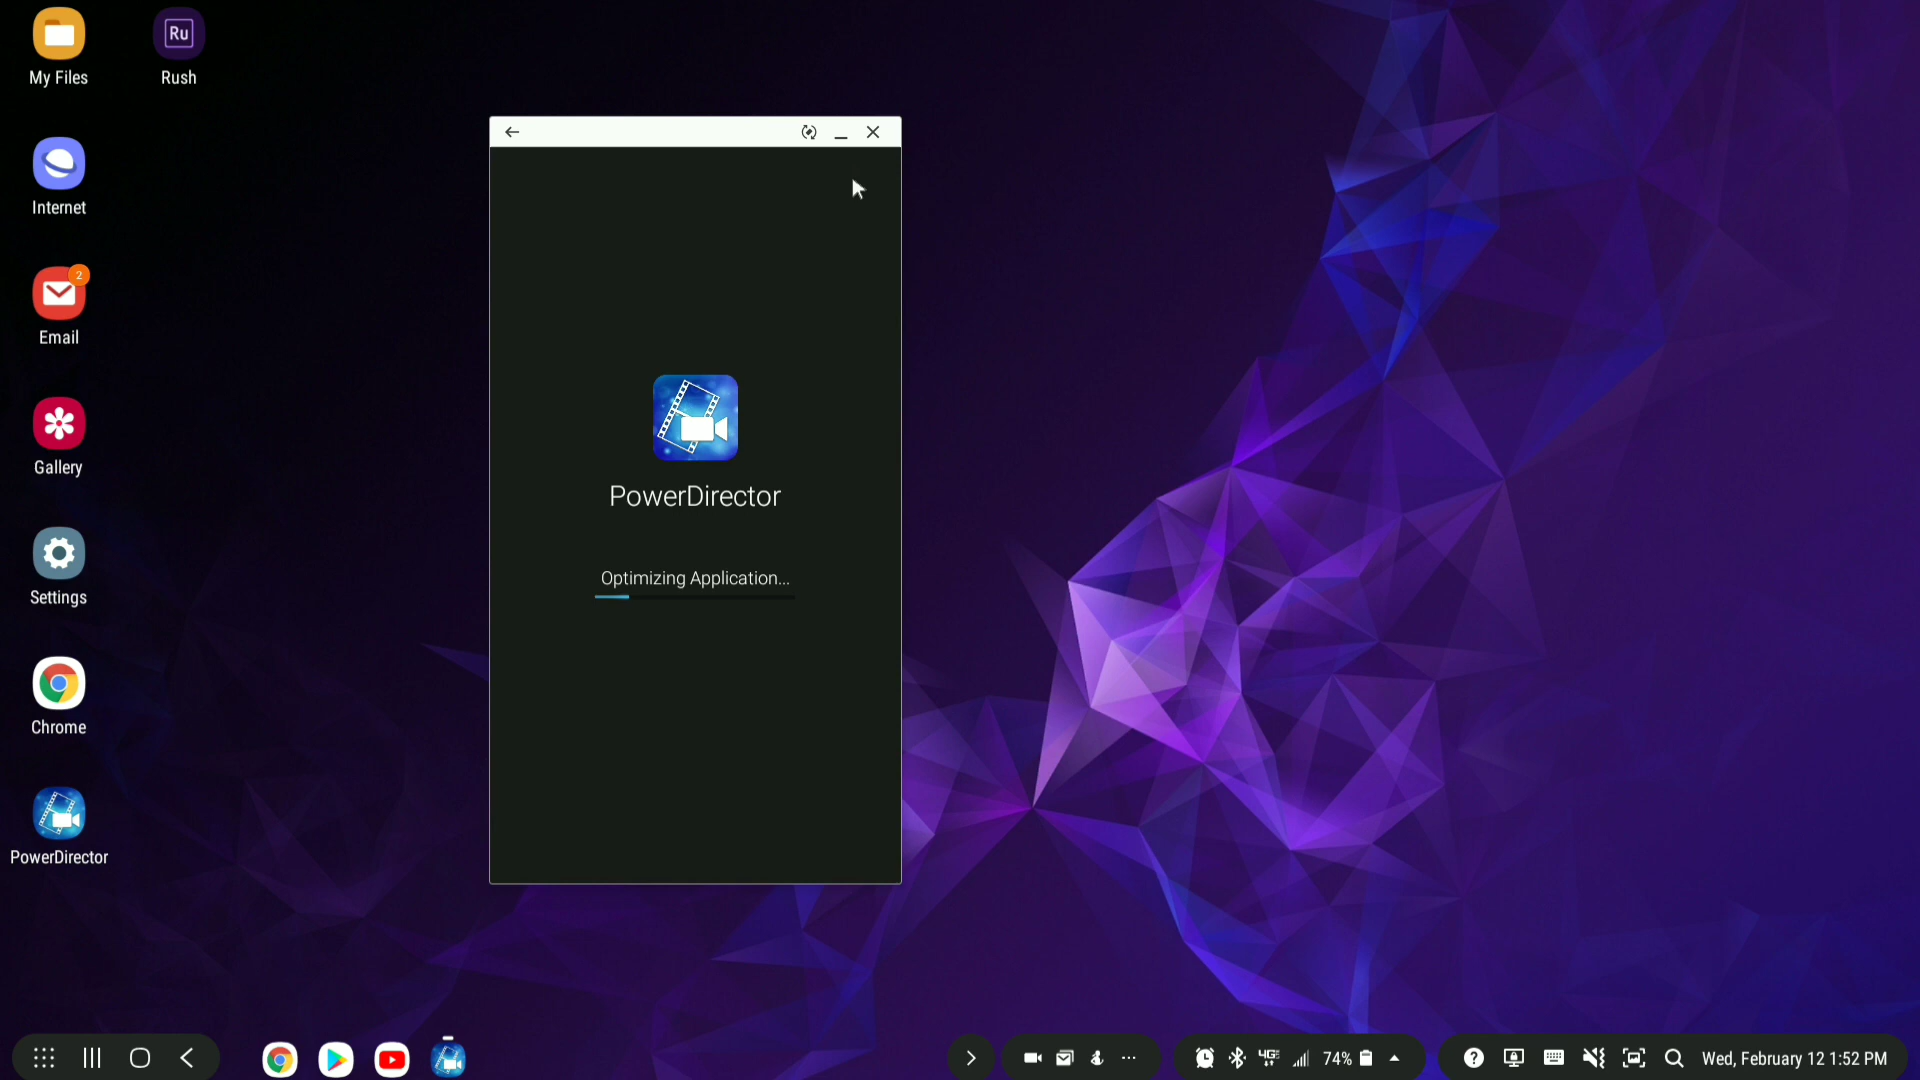 My Files
Ru
Rush
Internet
2
Email
Gallery
Settings
Chrome
PowerDirector
PowerDirector
Optimizing Application...
4GE
74%
?
Wed, February 12 1:52 PM